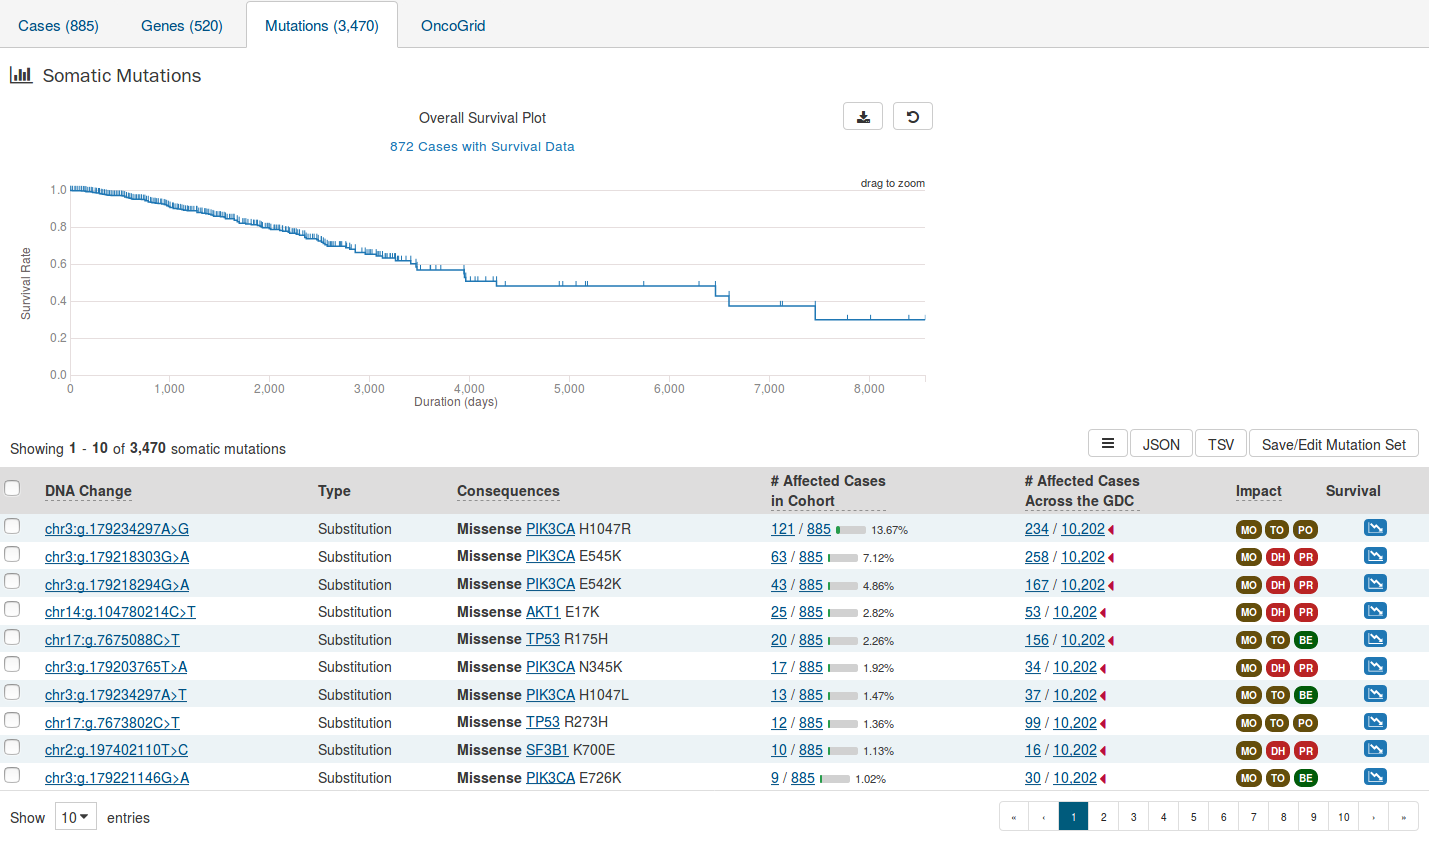 Cases (885) Genes (520) Mutations (3,470) OncoGrid
Somatic Mutations
Overall Survival Plot
872 Cases with Survival Data
drag to zoom
1.0
0.8
0.6
0.4
0.2
0.0
Survival Rate
0 1,000 2,000 3,000 4,000 5,000 6,000 7,000 8,000
Duration (days)
Showing 1 - 10 of 3,470 somatic mutations JSON TSV Save/Edit Mutation Set
DNA Change Type Consequences # Affected Cases in Cohort # Affected Cases Across the GDC Impact Survival
chr3:g.179234297A>G Substitution Missense PIK3CA H1047R 121 / 885 13.67% 234 / 10,202 MO TO PO
chr3:g.179218303G>A Substitution Missense PIK3CA E545K 63 / 885 7.12% 258 / 10,202 MO DH PR
chr3:g.179218294G>A Substitution Missense PIK3CA E542K 43 / 885 4.86% 167 / 10,202 MO DH PR
chr14:g.104780214C>T Substitution Missense AKT1 E17K 25 / 885 2.82% 53 / 10,202 MO DH PR
chr17:g.7675088C>T Substitution Missense TP53 R175H 20 / 885 2.26% 156 / 10,202 MO TO BE
chr3:g.179203765T>A Substitution Missense PIK3CA N345K 17 / 885 1.92% 34 / 10,202 MO DH PR
chr3:g.179234297A>T Substitution Missense PIK3CA H1047L 13 / 885 1.47% 37 / 10,202 MO TO BE
chr17:g.7673802C>T Substitution Missense TP53 R273H 12 / 885 1.36% 99 / 10,202 MO TO PO
chr2:g.197402110T>C Substitution Missense SF3B1 K700E 10 / 885 1.13% 16 / 10,202 MO DH PR
chr3:g.179221146G>A Substitution Missense PIK3CA E726K 9 / 885 1.02% 30 / 10,202 MO TO BE
Show 10 entries « ‹ 1 2 3 4 5 6 7 8 9 10 › »